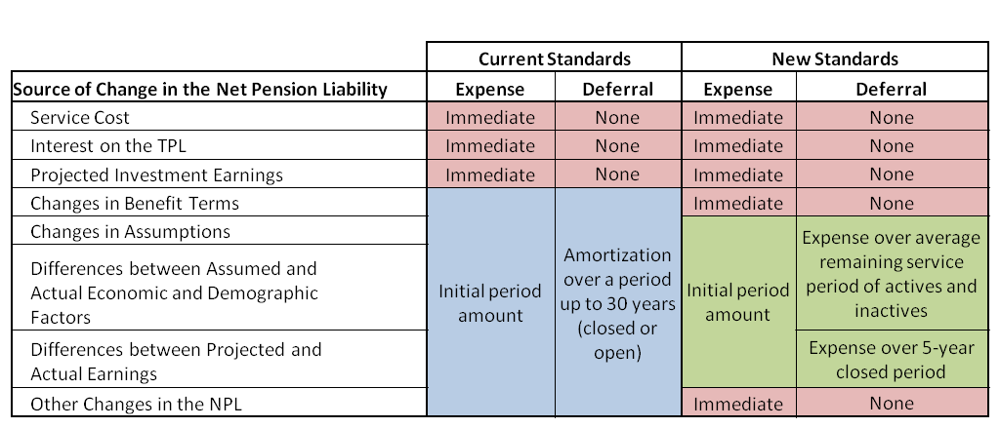 Current Standards New Standards
Source of Change in the Net Pension Liability Expense Deferral Expense Deferral
Service Cost Immediate None Immediate None
Interest on the TPL Immediate None Immediate None
Projected Investment Earnings Immediate None Immediate None
Changes in Benefit Terms Immediate None
Changes in Assumptions
Differences between Assumed and
Actual Economic and Demographic
Factors
Initial period
amount
Amortization
over a period
up to 30 years
(closed or
open)
Initial period
amount
Expense over average
remaining service
period of actives and
inactives
Differences between Projected and
Actual Earnings
Expense over 5-year
closed period
Other Changes in the NPL Immediate None